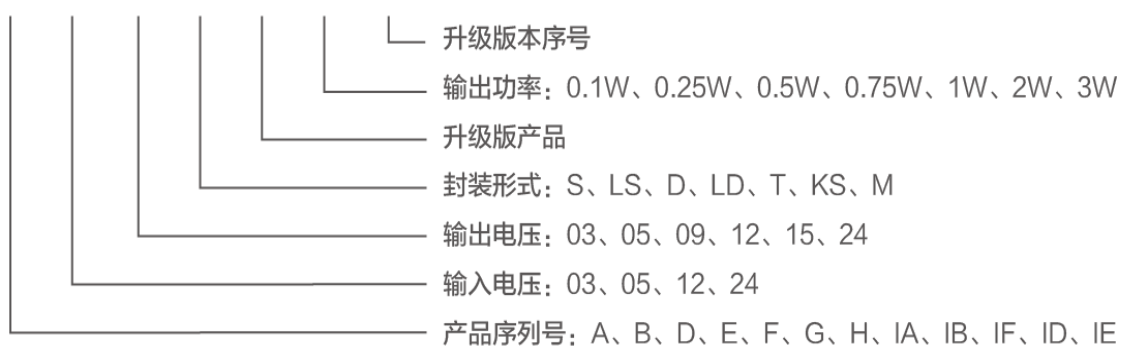 升级版本序号
输出功率：0.1W、0.25W、0.5W、0.75W、1W、2W、3W
升级版产品
封装形式：S、LS、D、LD、T、KS、M
输出电压：03、05、09、12、15、24
输入电压：03、05、12、24
产品序列号：A、B、D、E、F、G、H、IA、IB、IF、ID、IE